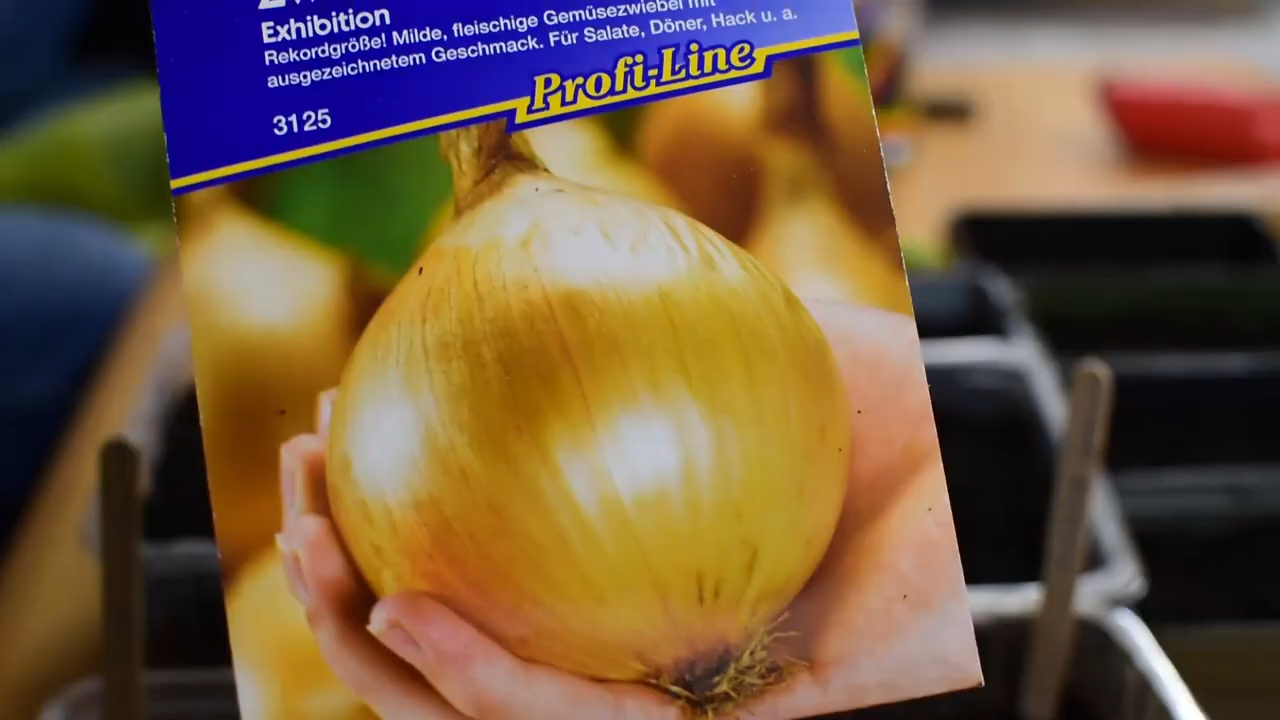 Exhibition
Rekordgröße! Milde, fleischige Gemüsezwiebel mit
ausgezeichnetem Geschmack. Für Salate, Döner, Hack u. a.
Profi-Line
3125